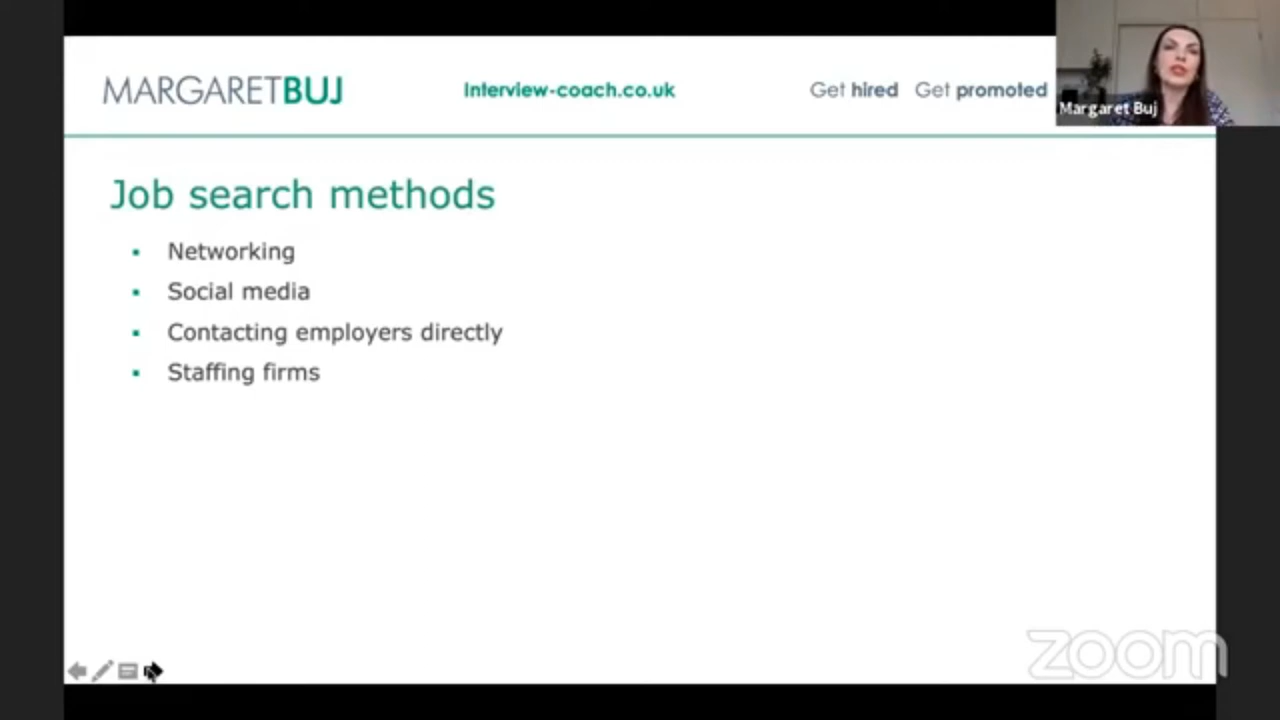 MARGARETBUJ
Interview-coach.co.uk
Get hired Get promoted
Margaret Buj
Job search methods
Networking
Social media
Contacting employers directly
Staffing firms
zoom